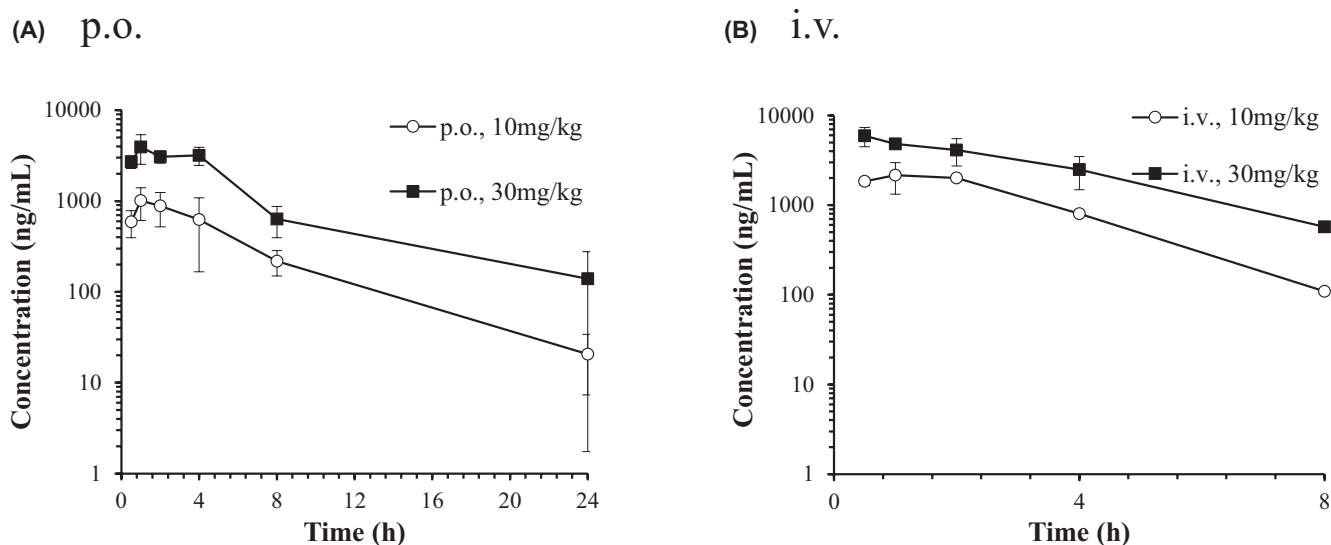 (A) p.o.
10000
1000
100
10
1
Concentration (ng/mL)
p.o., 10mg/kg
p.o., 30mg/kg
0 4 8 12 16 20 24
Time (h)
(B) i.v.
10000
1000
100
10
1
Concentration (ng/mL)
i.v., 10mg/kg
i.v., 30mg/kg
0 4 8
Time (h)